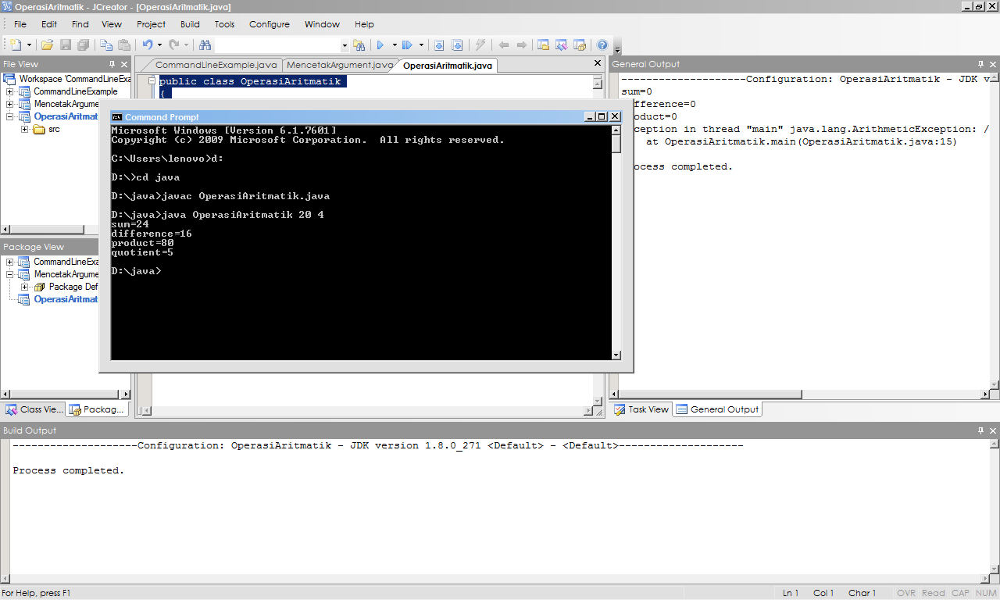 OperasiAritmatik - JCreator - [OperasiAritmatik.java]
File Edit Find View Project Build Tools Configure Window Help
File View
Workspace 'CommandLineExa
CommandLineExample
MencetakArgume
OperasiAritmat
src
CommandLineExample.java MencetakArgument.java OperasiAritmatik.java
public class OperasiAritmatik
{
Command Prompt
Microsoft Windows [Version 6.1.7601]
Copyright (c) 2009 Microsoft Corporation. All rights reserved.
C:\Users\lenovo>d:
D:\>cd java
D:\java>javac OperasiAritmatik.java
D:\java>java OperasiAritmatik 20 4
sum=24
difference=16
product=80
quotient=5
D:\java>
General Output
--------------------Configuration: OperasiAritmatik - JDK v
sum=0
fference=0
oduct=0
ception in thread "main" java.lang.ArithmeticException: /
at OperasiAritmatik.main(OperasiAritmatik.java:15)
ocess completed.
Package View
CommandLineExa
MencetakArgume
Package Def
OperasiAritmat
Class Vie... Packag...
Task View General Output
Build Output
--------------------Configuration: OperasiAritmatik - JDK version 1.8.0_271 <Default> - <Default>--------------------
Process completed.
For Help, press F1
Ln 1 Col 1 Char 1 OVR Read CAP NUM